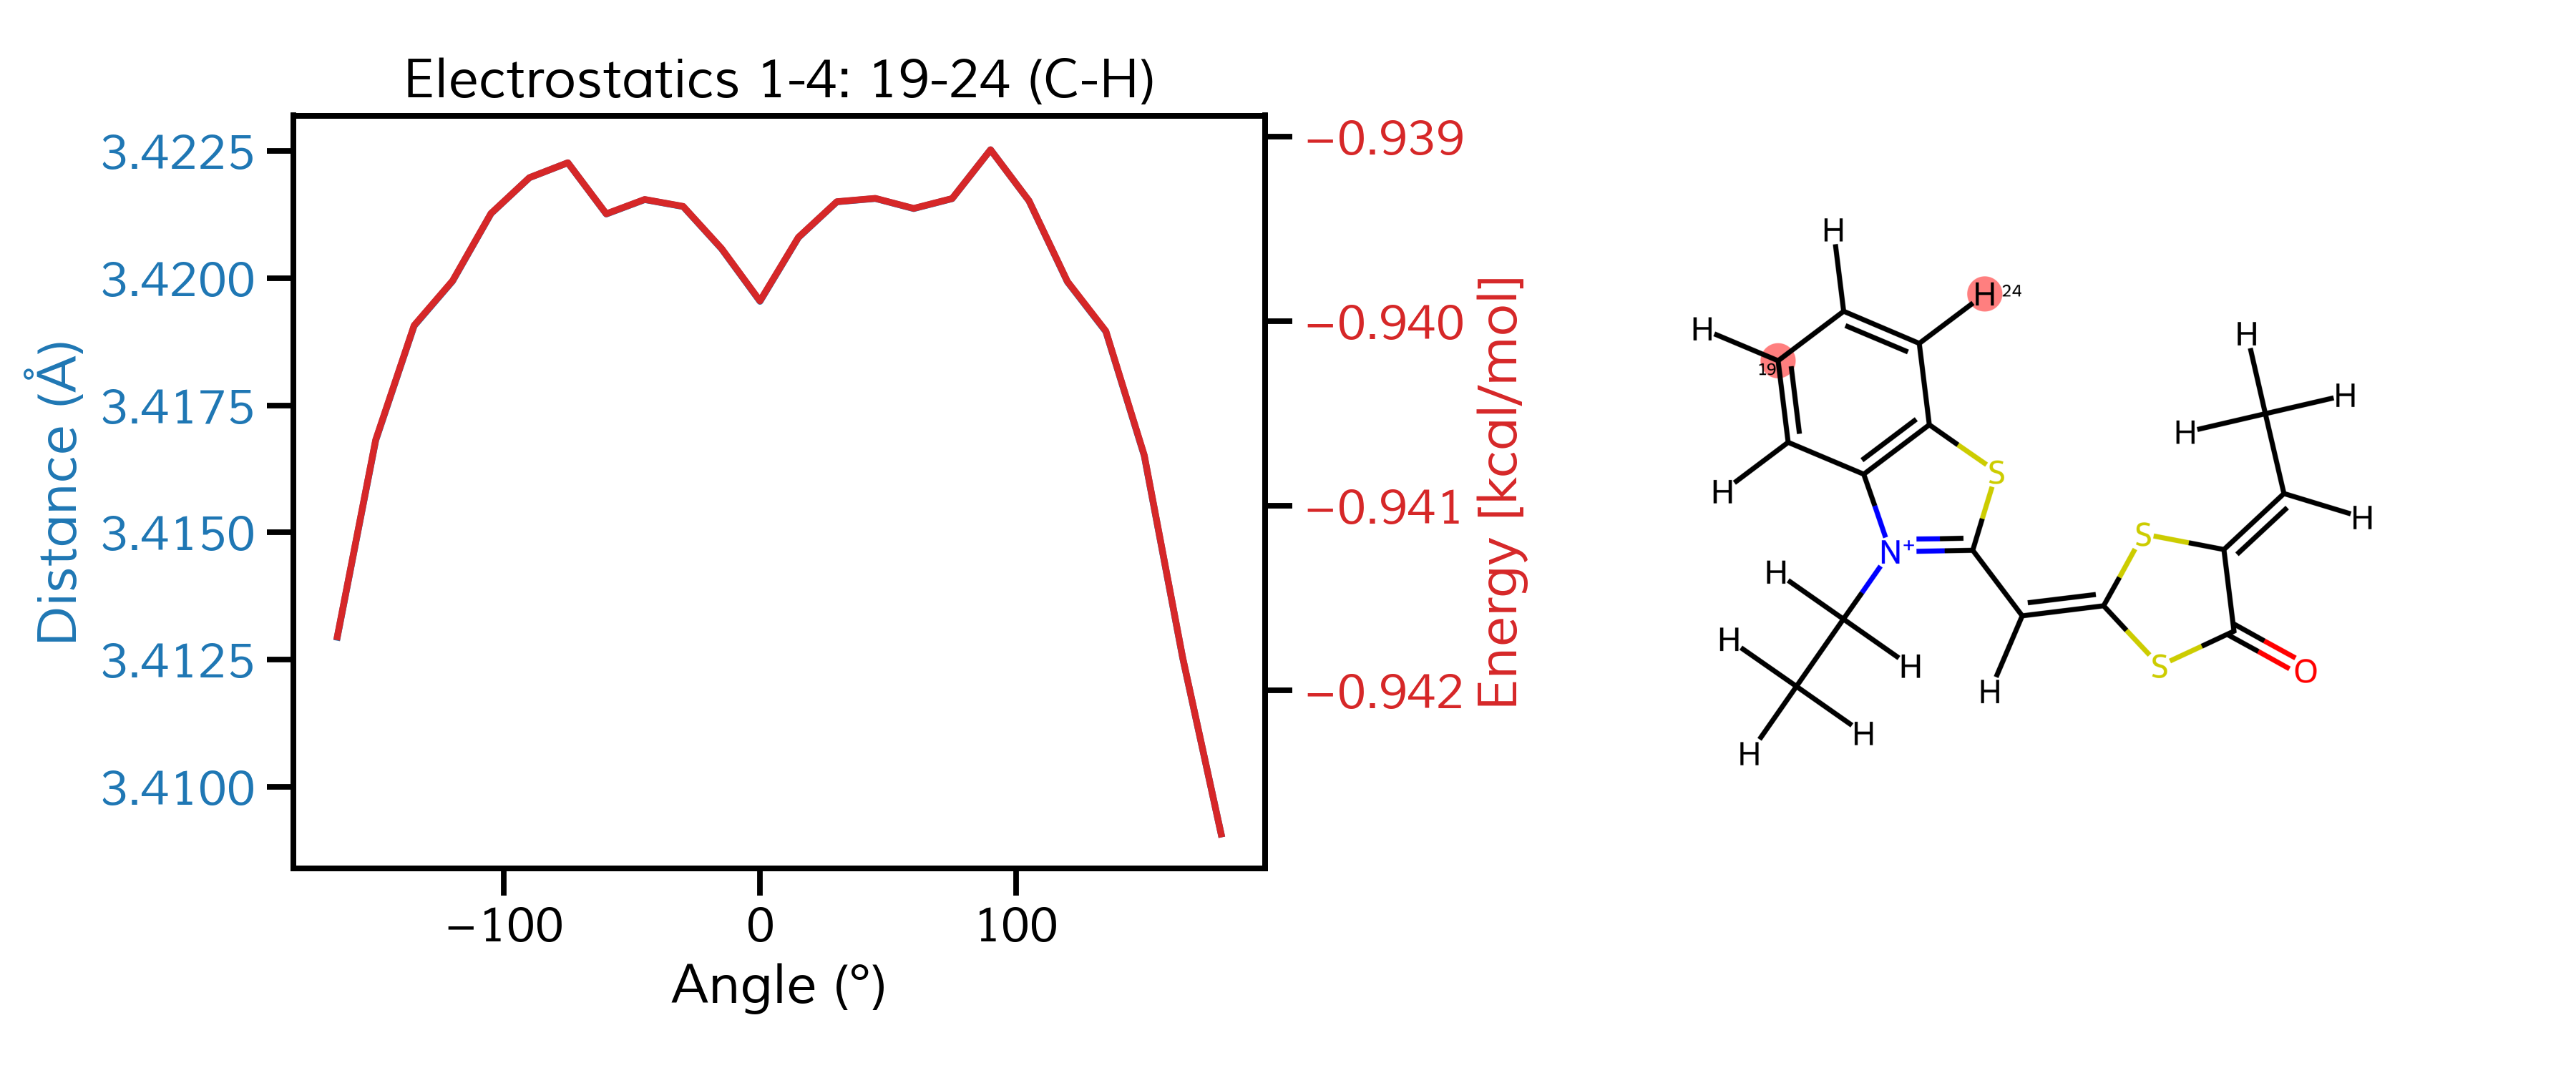 Electrostatics 1-4: 19-24 (C-H)
Distance (Å)
3.4225
3.4200
3.4175
3.4150
3.4125
3.4100
−100
0
100
Angle (°)
−0.939
−0.940
−0.941
−0.942
Energy [kcal/mol]
H
H 24
H
19
H
H
H
H
S
H
S
N+
H
H
H
S
O
H
H
H